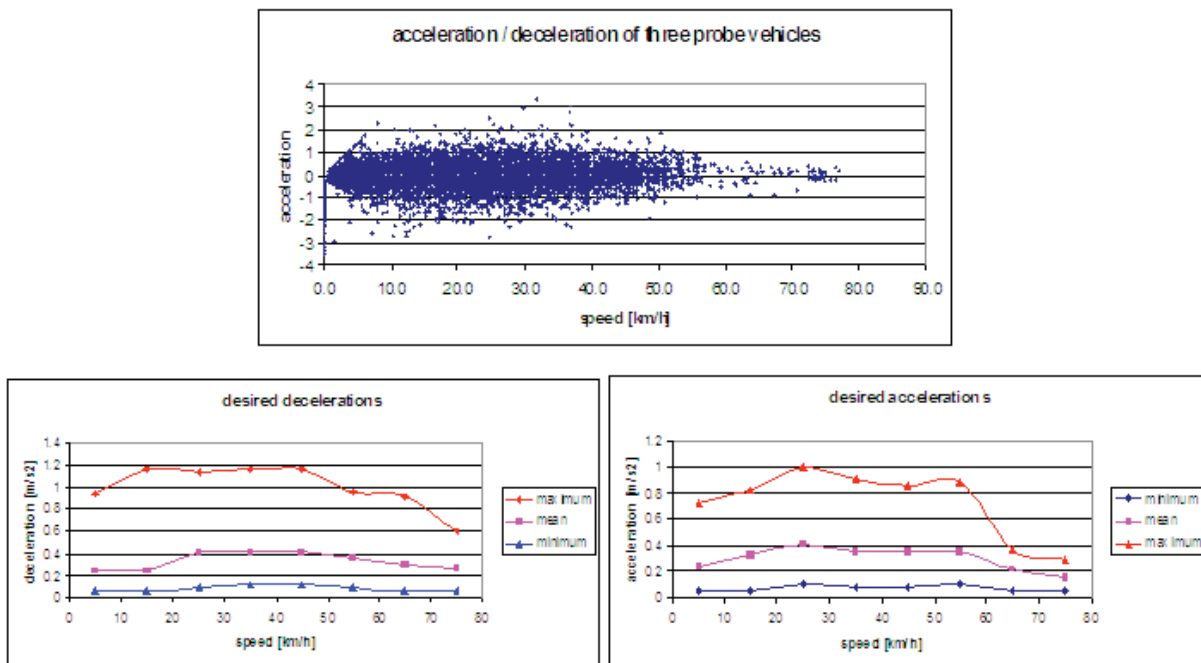 acceleration / deceleration of three probe vehicles
acceleration
4
3
2
1
0
-1
-2
-3
-4
0.0 10.0 20.0 30.0 40.0 50.0 60.0 70.0 80.0 90.0
speed [km/h]
desired decelerations
deceleration [m/s2]
1.4
1.2
1
0.8
0.6
0.4
0.2
0
0 10 20 30 40 50 60 70 80
speed [km/h]
maximum
mean
minimum
desired accelerations
acceleration [m/s2]
1.2
1
0.8
0.6
0.4
0.2
0
0 10 20 30 40 50 60 70 80
speed [km/h]
minimum
mean
maximum